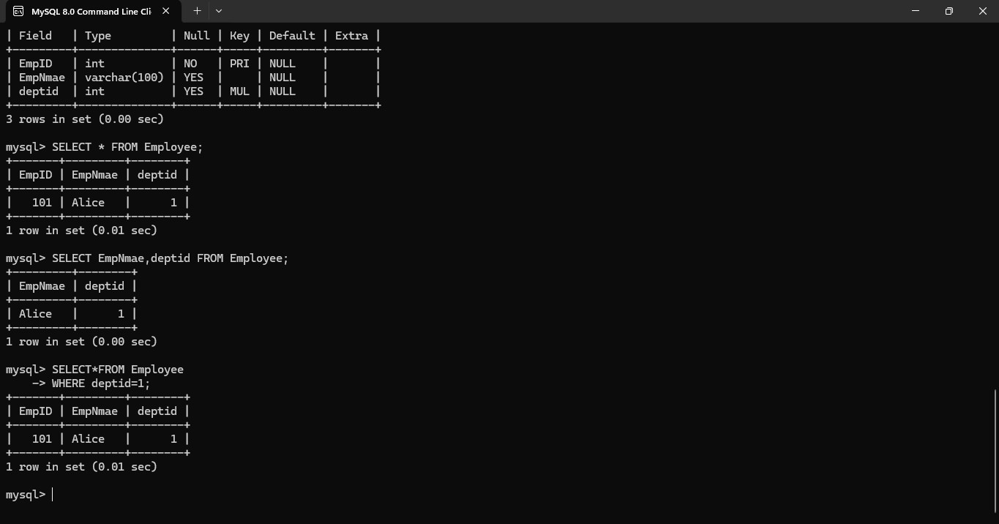 MySQL 8.0 Command Line Cli
| Field   | Type         | Null | Key | Default | Extra |
+---------+--------------+------+-----+---------+-------+
| EmpID   | int          | NO   | PRI | NULL    |       |
| EmpNmae | varchar(100) | YES  |     | NULL    |       |
| deptid  | int          | YES  | MUL | NULL    |       |
+---------+--------------+------+-----+---------+-------+
3 rows in set (0.00 sec)
mysql> SELECT * FROM Employee;
+-------+---------+--------+
| EmpID | EmpNmae | deptid |
+-------+---------+--------+
|   101 | Alice   |      1 |
+-------+---------+--------+
1 row in set (0.01 sec)
mysql> SELECT EmpNmae,deptid FROM Employee;
+---------+--------+
| EmpNmae | deptid |
+---------+--------+
| Alice   |      1 |
+---------+--------+
1 row in set (0.00 sec)
mysql> SELECT*FROM Employee
    -> WHERE deptid=1;
+-------+---------+--------+
| EmpID | EmpNmae | deptid |
+-------+---------+--------+
|   101 | Alice   |      1 |
+-------+---------+--------+
1 row in set (0.01 sec)
mysql>